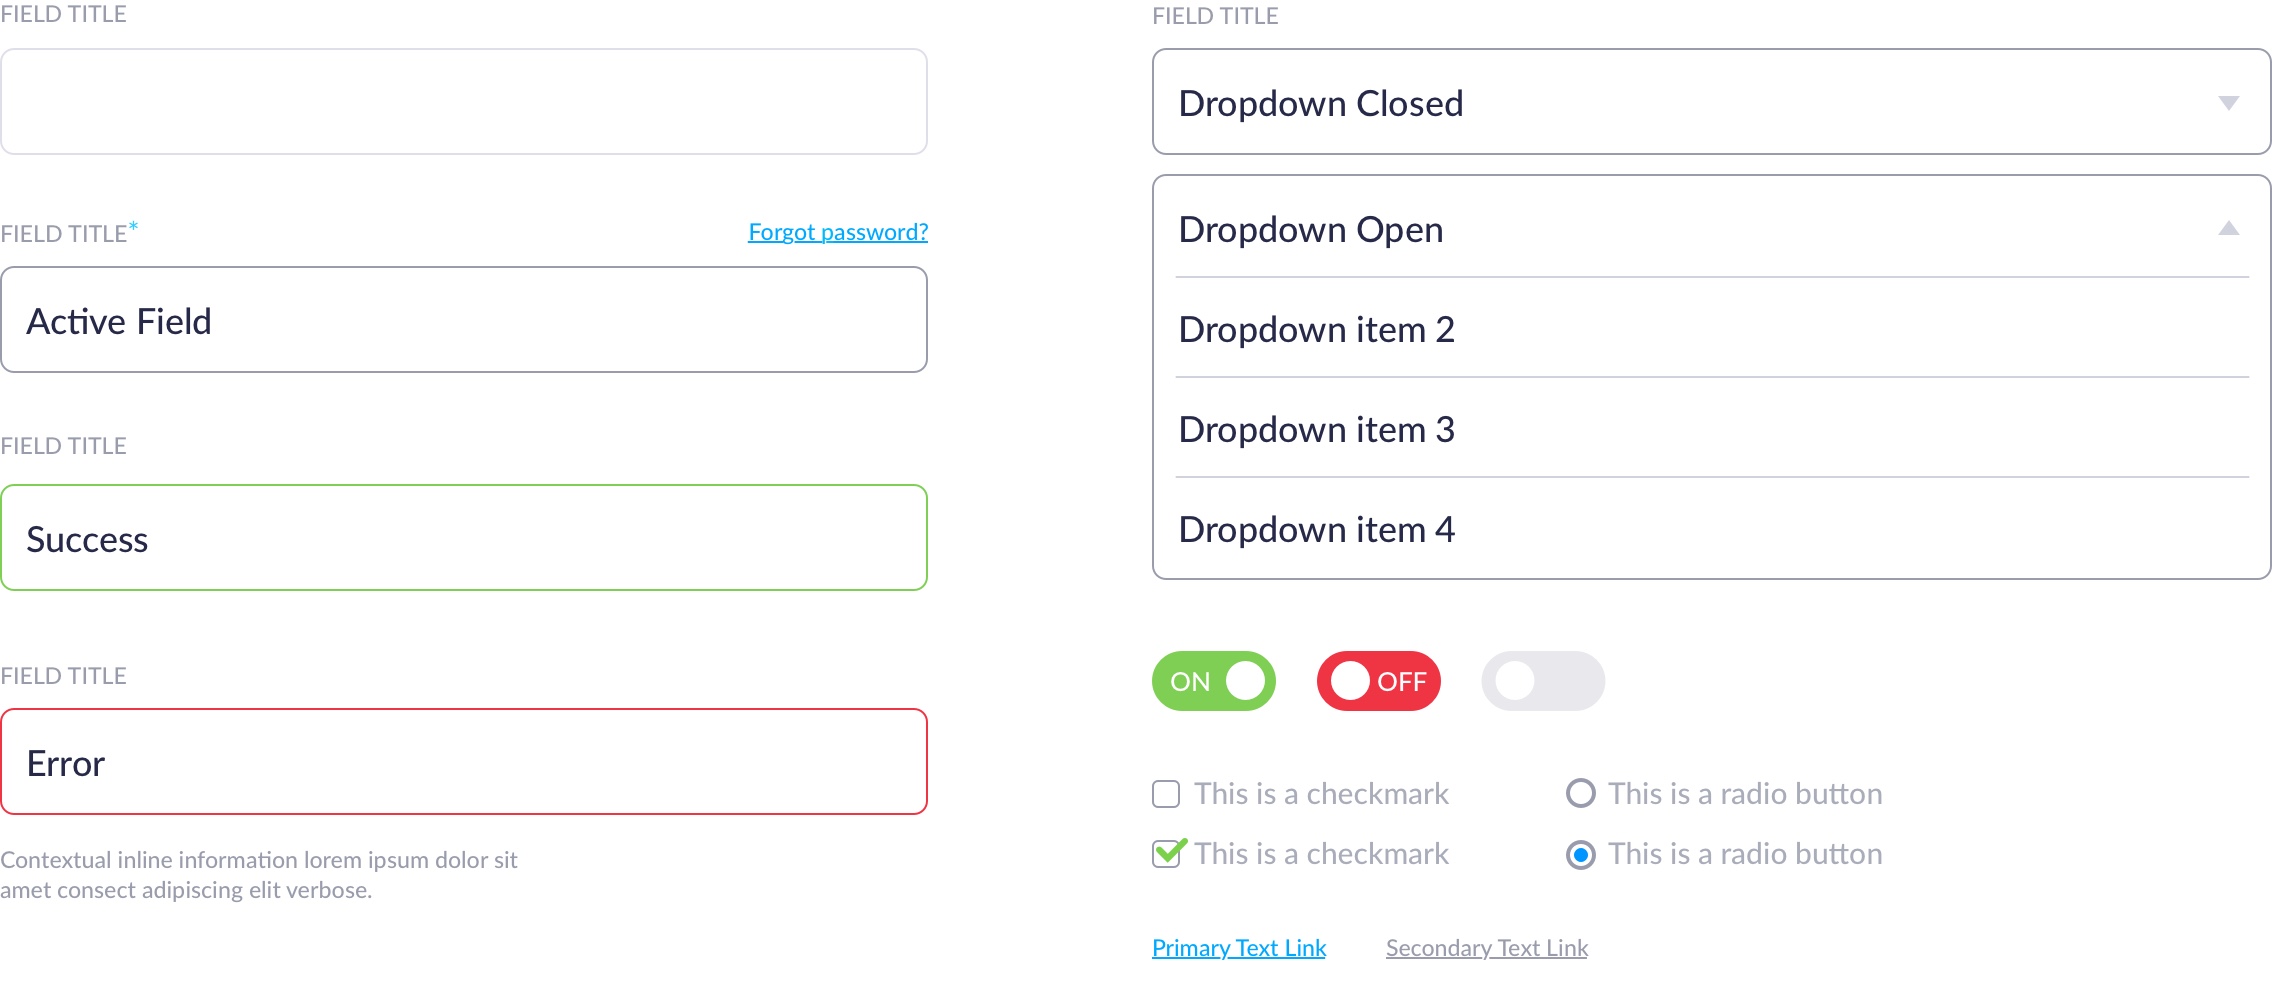 FIELD TITLE
FIELD TITLE*
Forgot password?
Active Field
FIELD TITLE
Success
FIELD TITLE
Error
Contextual inline information lorem ipsum dolor sit
amet consect adipiscing elit verbose.
FIELD TITLE
Dropdown Closed
Dropdown Open
Dropdown item 2
Dropdown item 3
Dropdown item 4
ON
OFF
This is a checkmark
This is a radio button
This is a checkmark
This is a radio button
Primary Text Link
Secondary Text Link